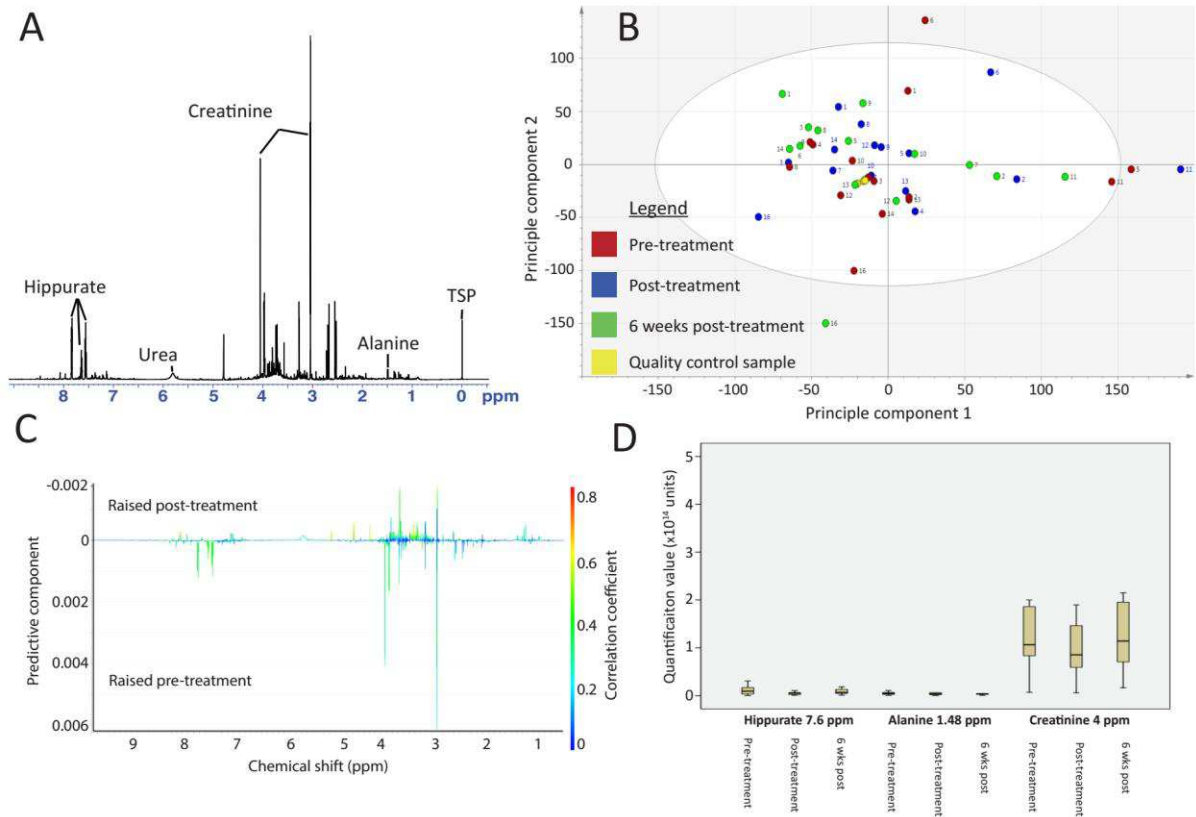 A
Creatinine
Hippurate
Urea
Alanine
TSP
8 7 6 5 4 3 2 1 0
ppm
B
Principle component 2
100
50
0
-50
-100
-150
Legend
Pre-treatment
Post-treatment
6 weeks post-treatment
Quality control sample
-150 -100 -50 0 50 100 150 200
Principle component 1
C
Predictive component
-0.002
0
0.002
0.004
0.006
Raised post-treatment
Raised pre-treatment
9 8 7 6 5 4 3 2 1
Chemical shift (ppm)
0.8
0.6
0.4
0.2
0
Correlation coefficient
D
Quantificaiton value (x10¹⁴ units)
5
4
3
2
1
0
Hippurate 7.6 ppm Alanine 1.48 ppm Creatinine 4 ppm
Pre-treatment
Post-treatment
6 wks post
Pre-treatment
Post-treatment
6 wks post
Pre-treatment
Post-treatment
6 wks post